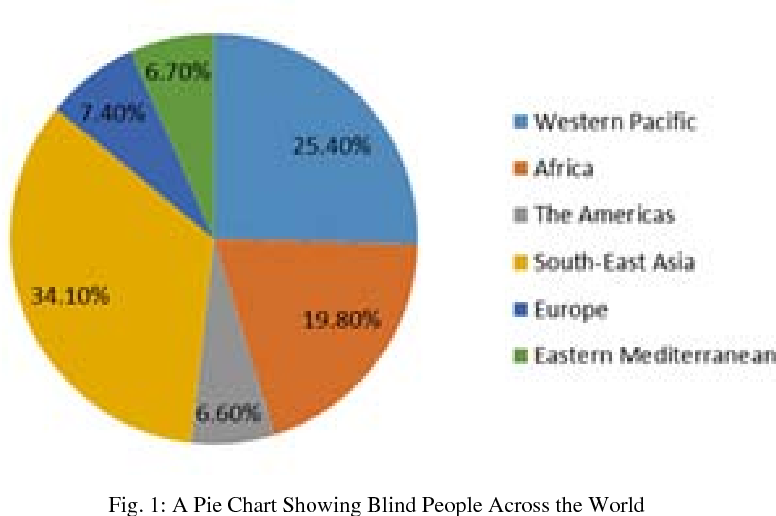 6.70%
7.40%
25.40%
34.10%
19.80%
6.60%
Western Pacific
Africa
The Americas
South-East Asia
Europe
Eastern Mediterranean
Fig. 1: A Pie Chart Showing Blind People Across the World